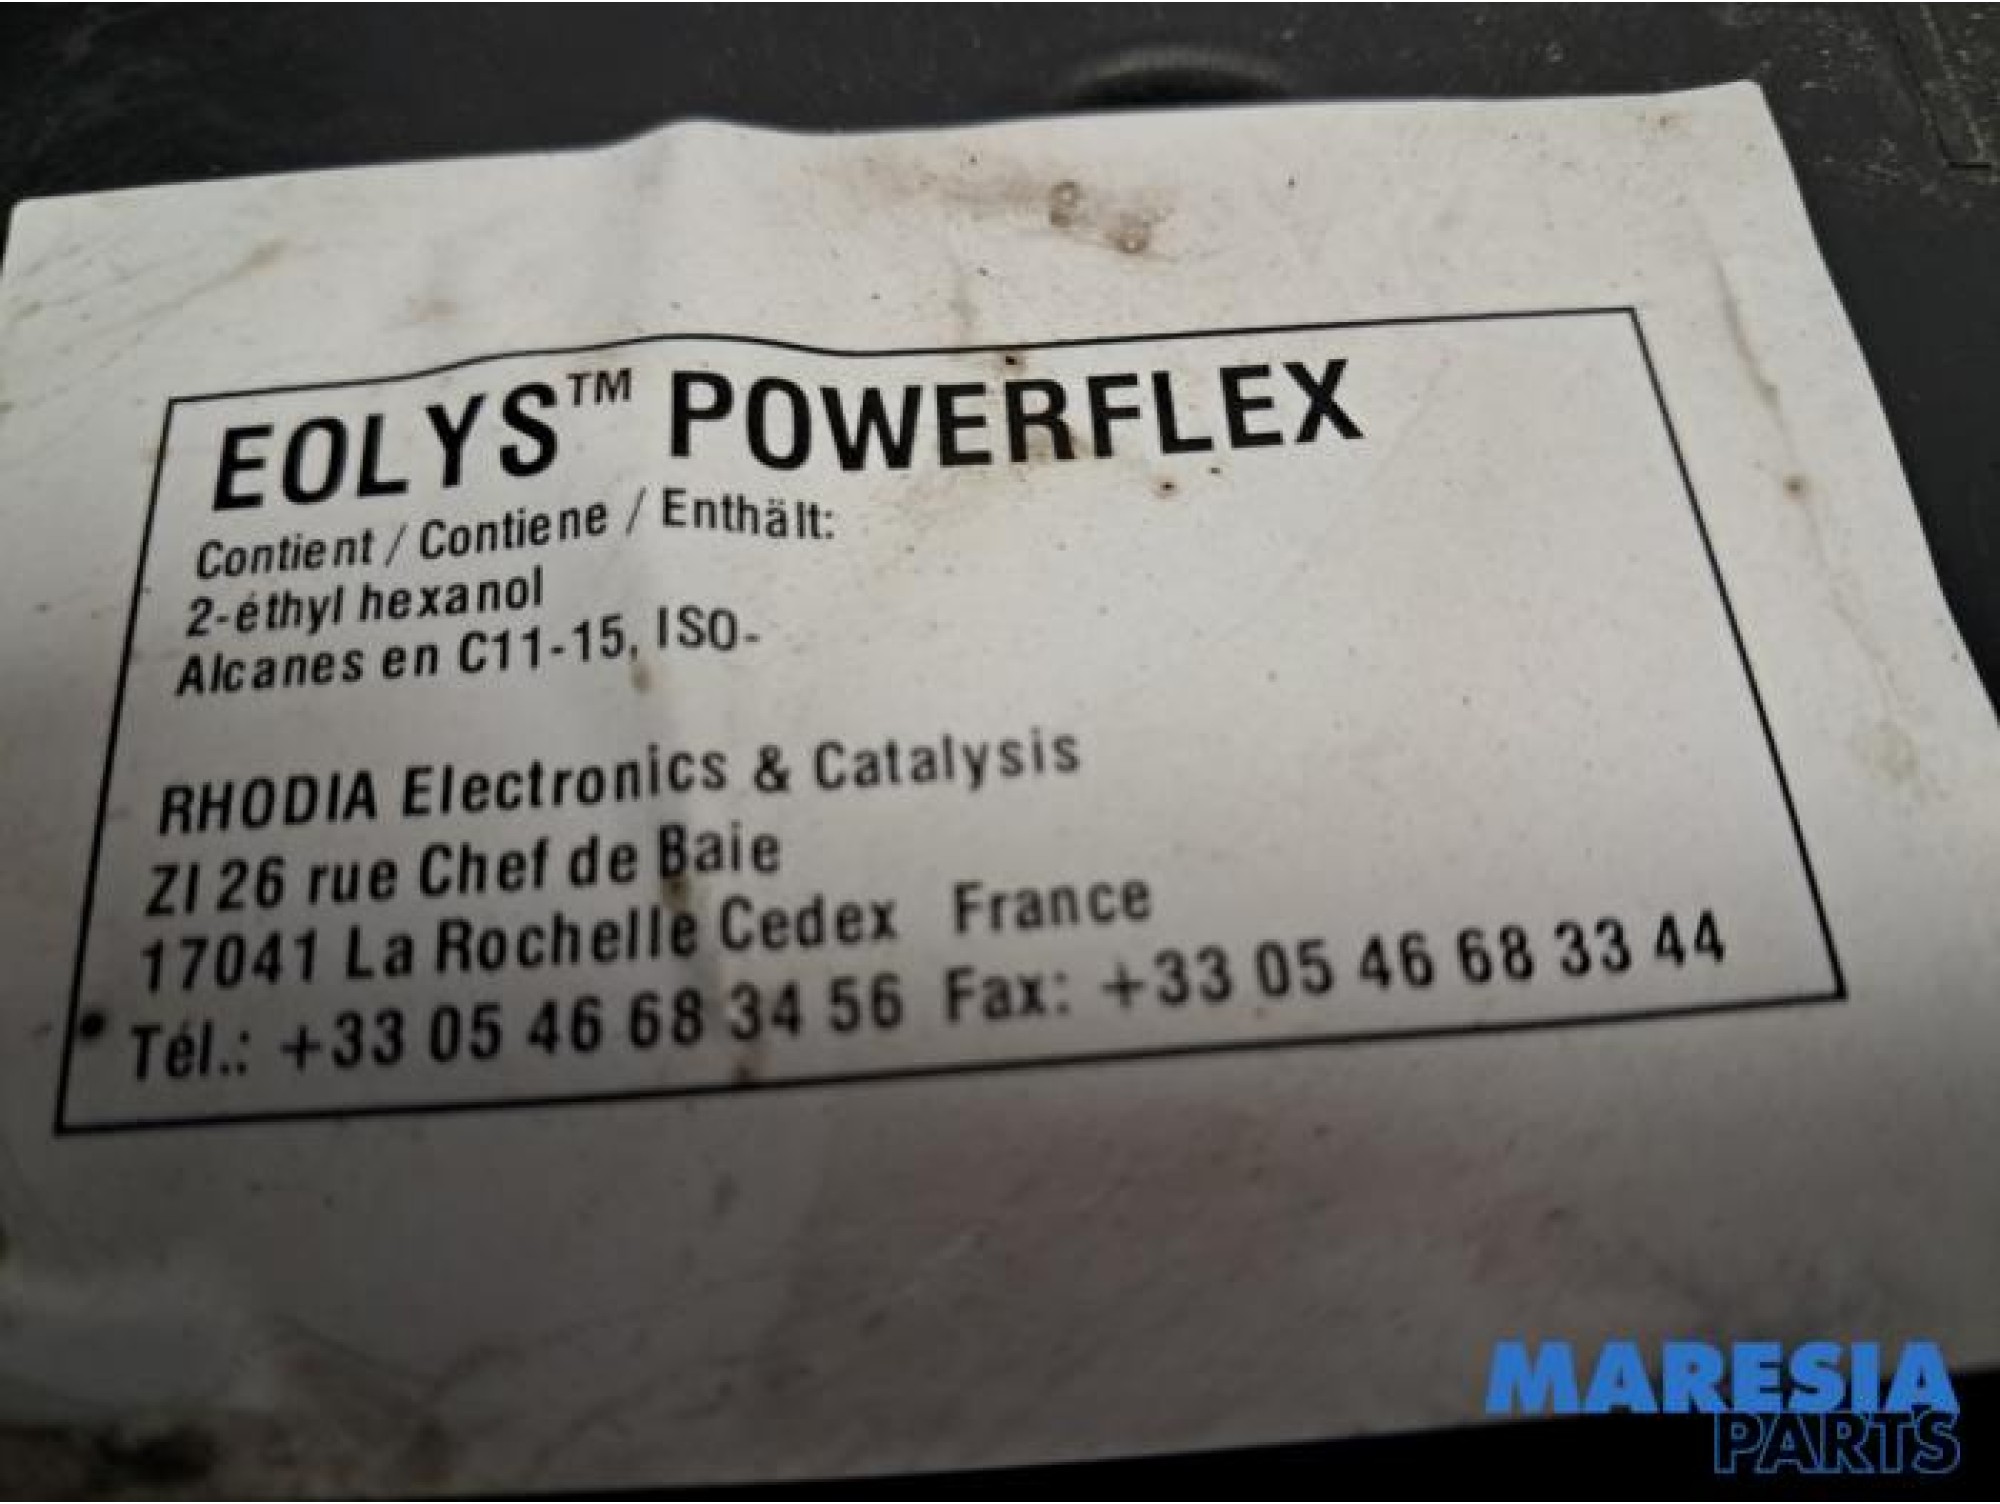 EOLYS™ POWERFLEX
Contient / Contiene / Enthält:
2-éthyl hexanol
Alcanes en C11-15, ISO-
RHODIA Electronics & Catalysis
ZI 26 rue Chef de Baie
17041 La Rochelle Cedex France
Tél.: +33 05 46 68 34 56 Fax: +33 05 46 68 33 44
MARESIA
PARTS